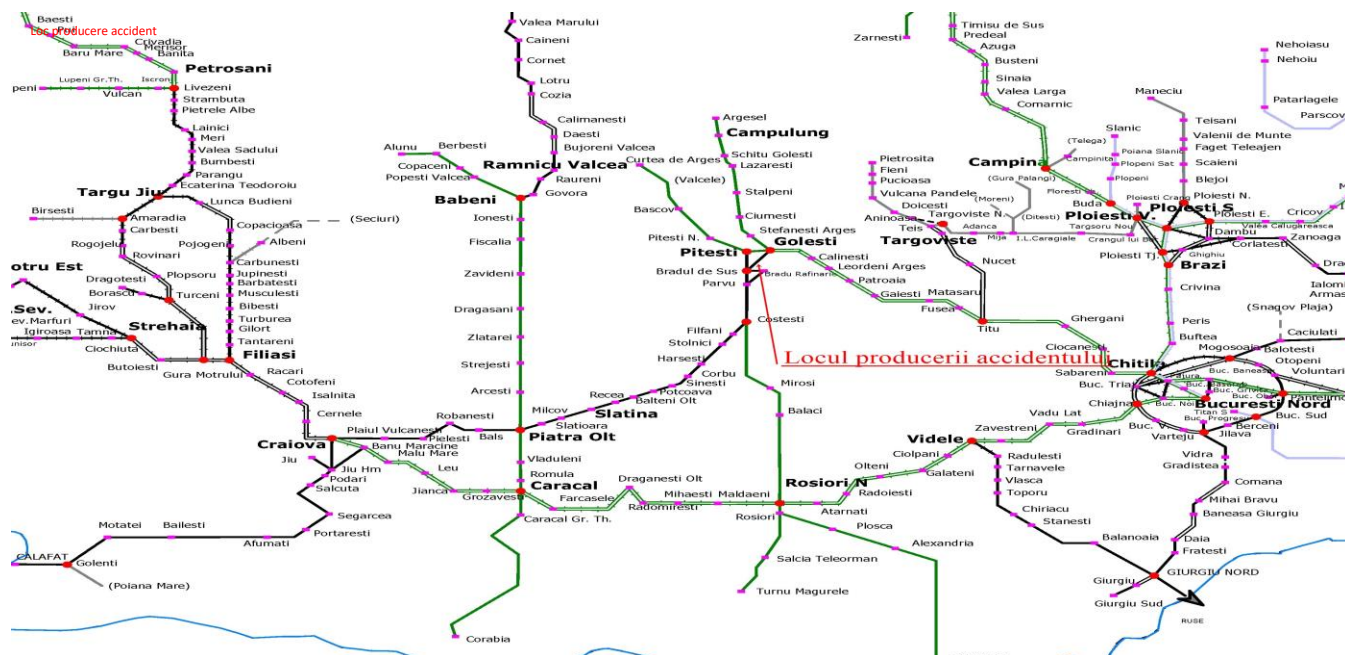 Baesti
Pui
Loc producere accident
Crivadia
Merisor
Baru Mare
Banita
Petrosani
Lupeni Gr.Th.
Iscroni
peni
Vulcan
Livezeni
Strambuta
Pietrele Albe
Lainici
Meri
Valea Sadului
Bumbesti
Parangu
Ecaterina Teodoroiu
Targu Jiu
Lunca Budieni
Birsesti
Amaradia
Carbesti
Copacioasa
(Seciuri)
Rogojelu
Pojogeni
Albeni
Rovinari
Carbunesti
otru Est
Plopsoru
Jupinesti
Dragotesti
Barbatesti
Borascu
Turceni
Musculesti
Jirov
Bibesti
.Sev.
ev.Marfuri
Strehaia
Turburea
Igiroasa
Tamna
Gilort
unisor
Tantareni
Ciochiuta
Filiasi
Butoiesti
Gura Motrului
Racari
Cotofeni
Isalnita
Cernele
Craiova
Plaiul Vulcanesti
Robanesti
Pielesti
Bals
Banu Maracine
Malu Mare
Jiu
Jiu Hm
Leu
Podari
Salcuta
Jianca
Grozavesti
Segarcea
Motatei
Bailesti
Portaresti
Afumati
CALAFAT
Golenti
(Poiana Mare)
Valea Marului
Caineni
Cornet
Lotru
Cozia
Calimanesti
Daesti
Bujoreni Valcea
Alunu
Berbesti
Ramnicu Valcea
Copaceni
Raureni
Popesti Valcea
Govora
Babeni
Ionesti
Fiscalia
Zavideni
Dragasani
Zlatarei
Strejesti
Arcesti
Milcov
Slatioara
Piatra Olt
Slatina
Recea
Balteni Olt
Potcoava
Sinesti
Corbu
Harsesti
Stolnici
Filfani
Vladuleni
Romula
Caracal
Caracal Gr. Th.
Farcasele
Draganesti Olt
Radomiresti
Mihaesti
Maldaeni
Corabia
Zarnesti
Argesel
Campulung
Curtea de Arges
Schitu Golesti
Lazaresti
(Valcele)
Stalpeni
Bascov
Ciumesti
Stefanesti Arges
Pitesti N.
Golesti
Pitesti
Calinesti
Bradul de Sus
Bradu Rafinaris
Leordeni Arges
Parvu
Patroaia
Gaiesti
Matasaru
Fusea
Costesti
Titu
Ghergani
Ciocanesti
Locul producerii accidentului
Sabareni
Chitila
Mirosi
Balaci
Rosiori N
Rosiori
Atarnati
Radoiesti
Olteni
Ciolpani
Galateni
Videle
Zavestreni
Vadu Lat
Gradinari
Plosca
Alexandria
Salcia Teleorman
Turnu Magurele
Radulesti
Tarnavele
Vlasca
Toporu
Chiriacu
Stanesti
Balanoaia
Timisu de Sus
Predeal
Azuga
Busteni
Sinaia
Valea Larga
Comarnic
Maneciu
Nehoiasu
Nehoiu
Patarlagele
Parscov
Teisani
Slanic
Valenii de Munte
(Telega)
Poiana Slanic
Faget Teleajen
Campina
Campinita
Plopeni Sat
Scaieni
Pietrosita
Fieni
Pucioasa
(Gura Palangi)
Plopeni
Blejoi
Vulcana Pandele
Doicesti
(Moreni)
Buda
Ploiesti Crang
Ploiesti N.
Aninoasa
Targoviste N.
(Ditesti)
Ploiesti V.
Ploiesti S
Ploiesti E.
Cricov
Teis
Adanca
Targsoru Nou
Valea Calugareasca
Targoviste
Mija
I.L.Caragiale
Crangul lui B
Dambu
Zanoaga
Corlatesti
Nucet
Ploiesti Tj.
Ghighiu
Brazi
Crivina
Ialomi
Armas
(Snagov Plaja)
Peris
Buftea
Caciulati
Mogosoaia
Balotesti
Otopeni
Buc. Baneasa
Voluntari
Buc. Triaj
Buc. Grivita
Pantelimo
Chiajna
Buc. Noi
Bucuresti Nord
Titan S
Buc. Progresu
Buc. Sud
Buc. V.
Berceni
Varteju
Jilava
Vidra
Gradistea
Comana
Mihai Bravu
Baneasa Giurgiu
Daia
Fratesti
GIURGIU NORD
Giurgiu
Giurgiu Sud
RUSE